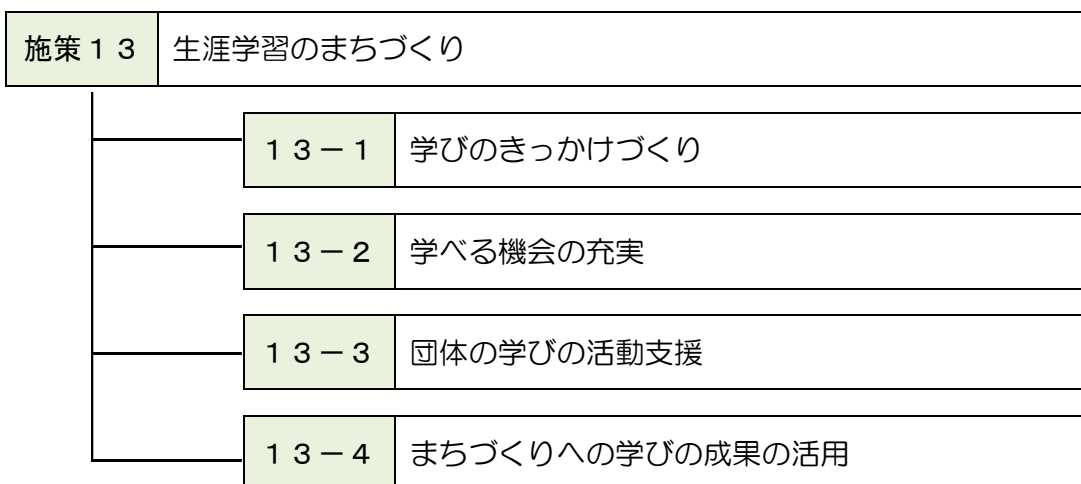 施策１３ 生涯学習のまちづくり
１３－１ 学びのきっかけづくり
１３－２ 学べる機会の充実
１３－３ 団体の学びの活動支援
１３－４ まちづくりへの学びの成果の活用